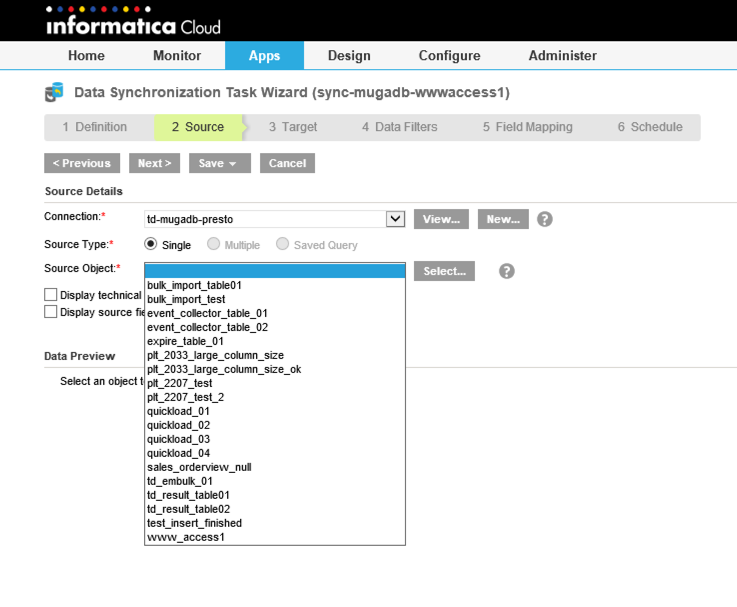 informatica Cloud
Home Monitor Apps Design Configure Administer
Data Synchronization Task Wizard (sync-mugadb-wwwaccess1)
1 Definition 2 Source 3 Target 4 Data Filters 5 Field Mapping 6 Schedule
< Previous Next > Save Cancel
Source Details
Connection:* td-mugadb-presto View... New... ?
Source Type:* Single Multiple Saved Query
Source Object:* Select... ?
Display technical
Display source fie
bulk_import_table01
bulk_import_test
event_collector_table_01
event_collector_table_02
expire_table_01
plt_2033_large_column_size
plt_2033_large_column_size_ok
plt_2207_test
plt_2207_test_2
quickload_01
quickload_02
quickload_03
quickload_04
sales_orderview_null
td_embulk_01
td_result_table01
td_result_table02
test_insert_finished
www_access1
Data Preview
Select an object t